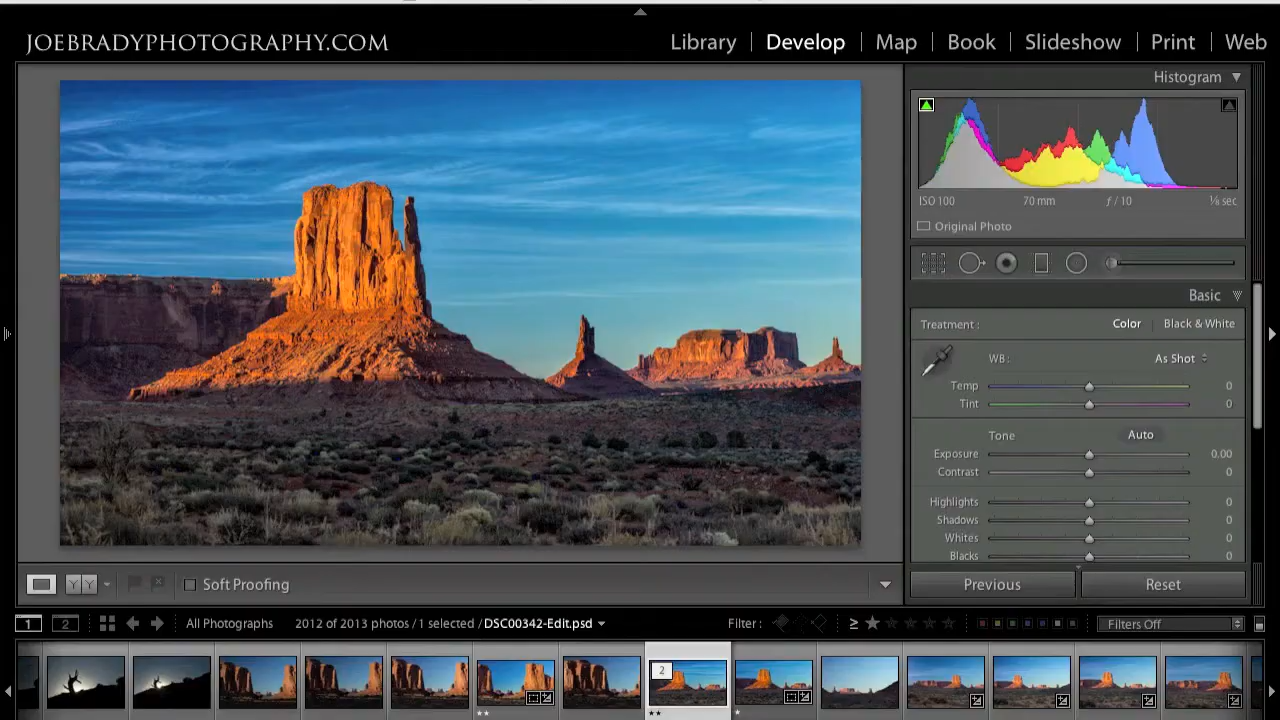 JOEBRADYPHOTOGRAPHY.COM
Library | Develop | Map | Book | Slideshow | Print | Web
Histogram
ISO 100 70 mm ƒ / 10 ⅛ sec
Original Photo
Basic
Treatment : Color | Black & White
WB : As Shot
Temp 0
Tint 0
Tone Auto
Exposure 0.00
Contrast 0
Highlights 0
Shadows 0
Whites 0
Blacks 0
Y Y Soft Proofing
Previous Reset
1 2 All Photographs 2012 of 2013 photos / 1 selected / DSC00342-Edit.psd Filter : ≥ Filters Off
2